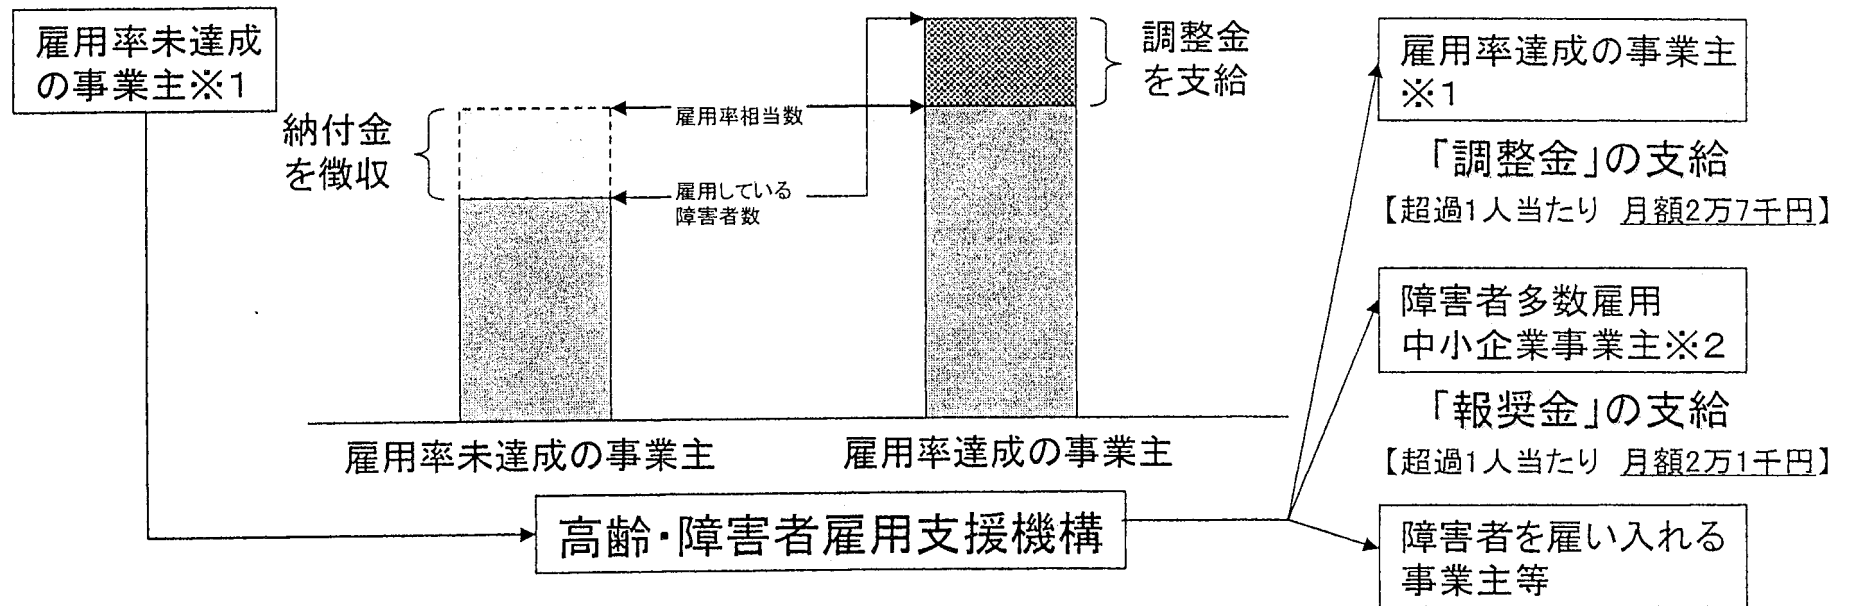 雇用率未達成
の事業主※1
納付金
を徴収
雇用率相当数
雇用している
障害者数
調整金
を支給
雇用率未達成の事業主
雇用率達成の事業主
高齢・障害者雇用支援機構
雇用率達成の事業主
※1
「調整金」の支給
【超過1人当たり 月額2万7千円】
障害者多数雇用
中小企業事業主※2
「報奨金」の支給
【超過1人当たり 月額2万1千円】
障害者を雇い入れる
事業主等